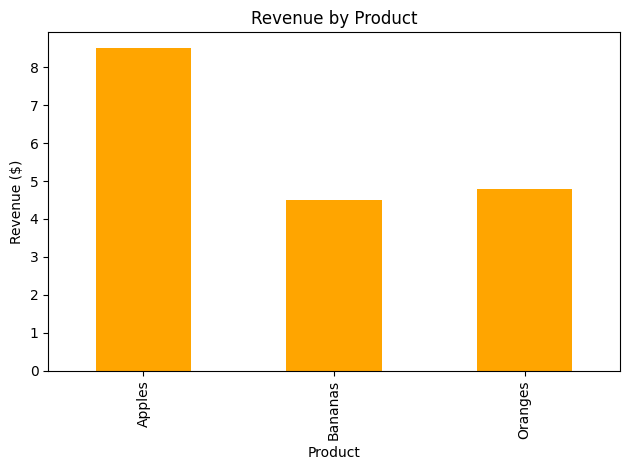 Revenue by Product
Revenue ($)
8
7
6
5
4
3
2
1
0
Apples
Bananas
Oranges
Product